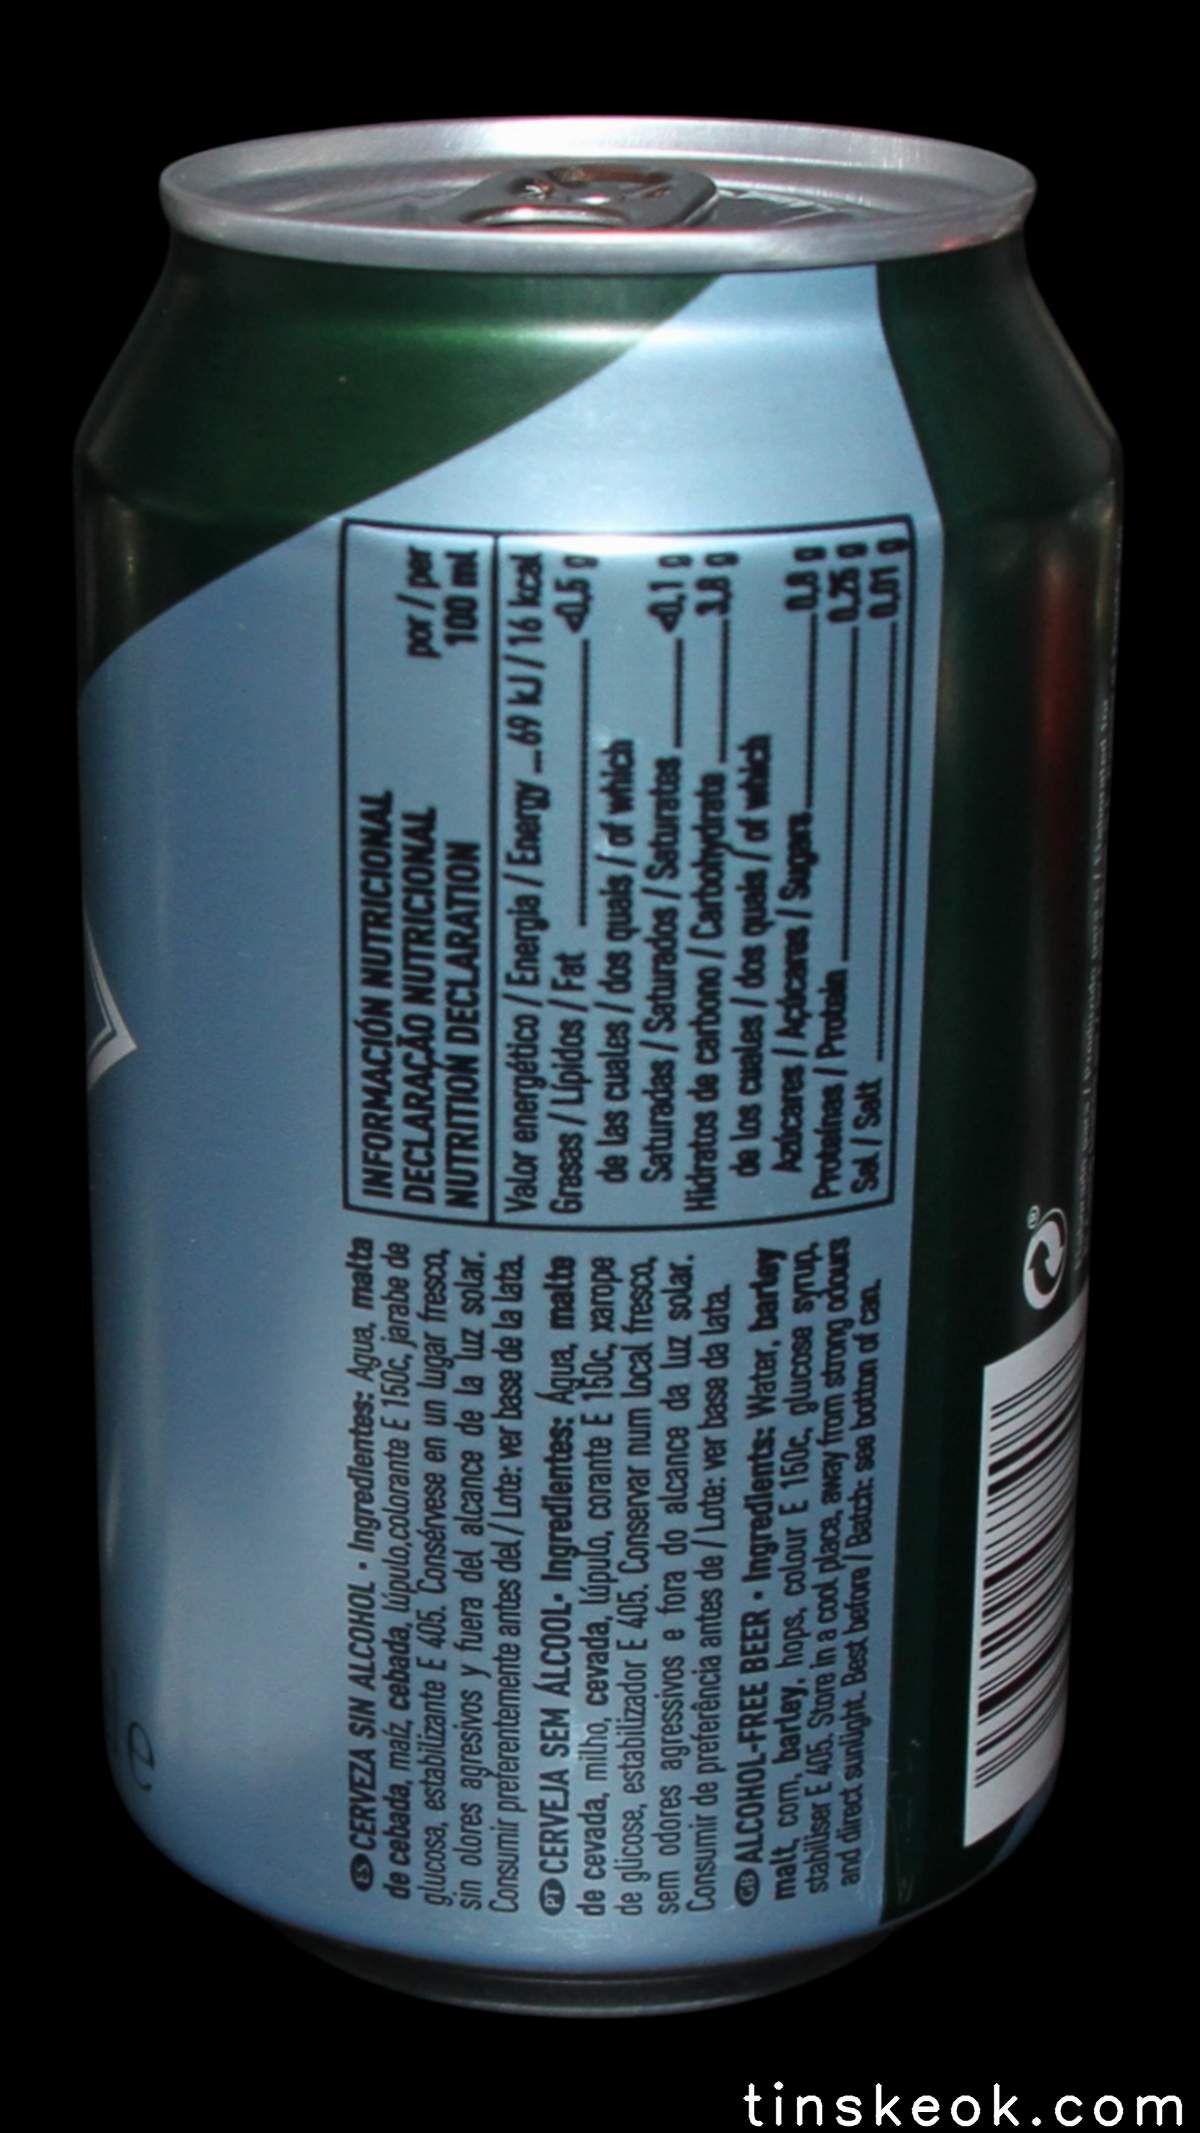 ES CERVEZA SIN ALCOHOL • Ingredientes: Agua, malta
de cebada, maíz, cebada, lúpulo,colorante E 150c, jarabe de
glucosa, estabilizante E 405. Consérvese en un lugar fresco,
sin olores agresivos y fuera del alcance de la luz solar.
Consumir preferentemente antes del / Lote: ver base de la lata.
PT CERVEJA SEM ÁLCOOL• Ingredientes: Água, malte
de cevada, milho, cevada, lúpulo, corante E 150c, xarope
de glicose, estabilizador E 405. Conservar num local fresco,
sem odores agressivos e fora do alcance da luz solar.
Consumir de preferência antes de / Lote: ver base da lata.
GB ALCOHOL-FREE BEER • Ingredients: Water, barley
malt, corn, barley, hops, colour E 150c, glucose syrup,
stabiliser E 405. Store in a cool place, away from strong odours
and direct sunlight. Best before / Batch: see bottom of can.
INFORMACIÓN NUTRICIONAL
DECLARAÇÃO NUTRICIONAL por / per
NUTRITION DECLARATION 100 ml
Valor energético / Energia / Energy 69 kJ / 16 kcal
Grasas / Lípidos / Fat <0,5 g
de las cuales / dos quais / of which
Saturadas / Saturados / Saturates <0,1 g
Hidratos de carbono / Carbohydrate 3,8 g
de los cuales / dos quais / of which
Azúcares / Açúcares / Sugars 0,8 g
Proteínas / Protein 0,25 g
Sal / Salt 0,01 g
e
tinskeok.com